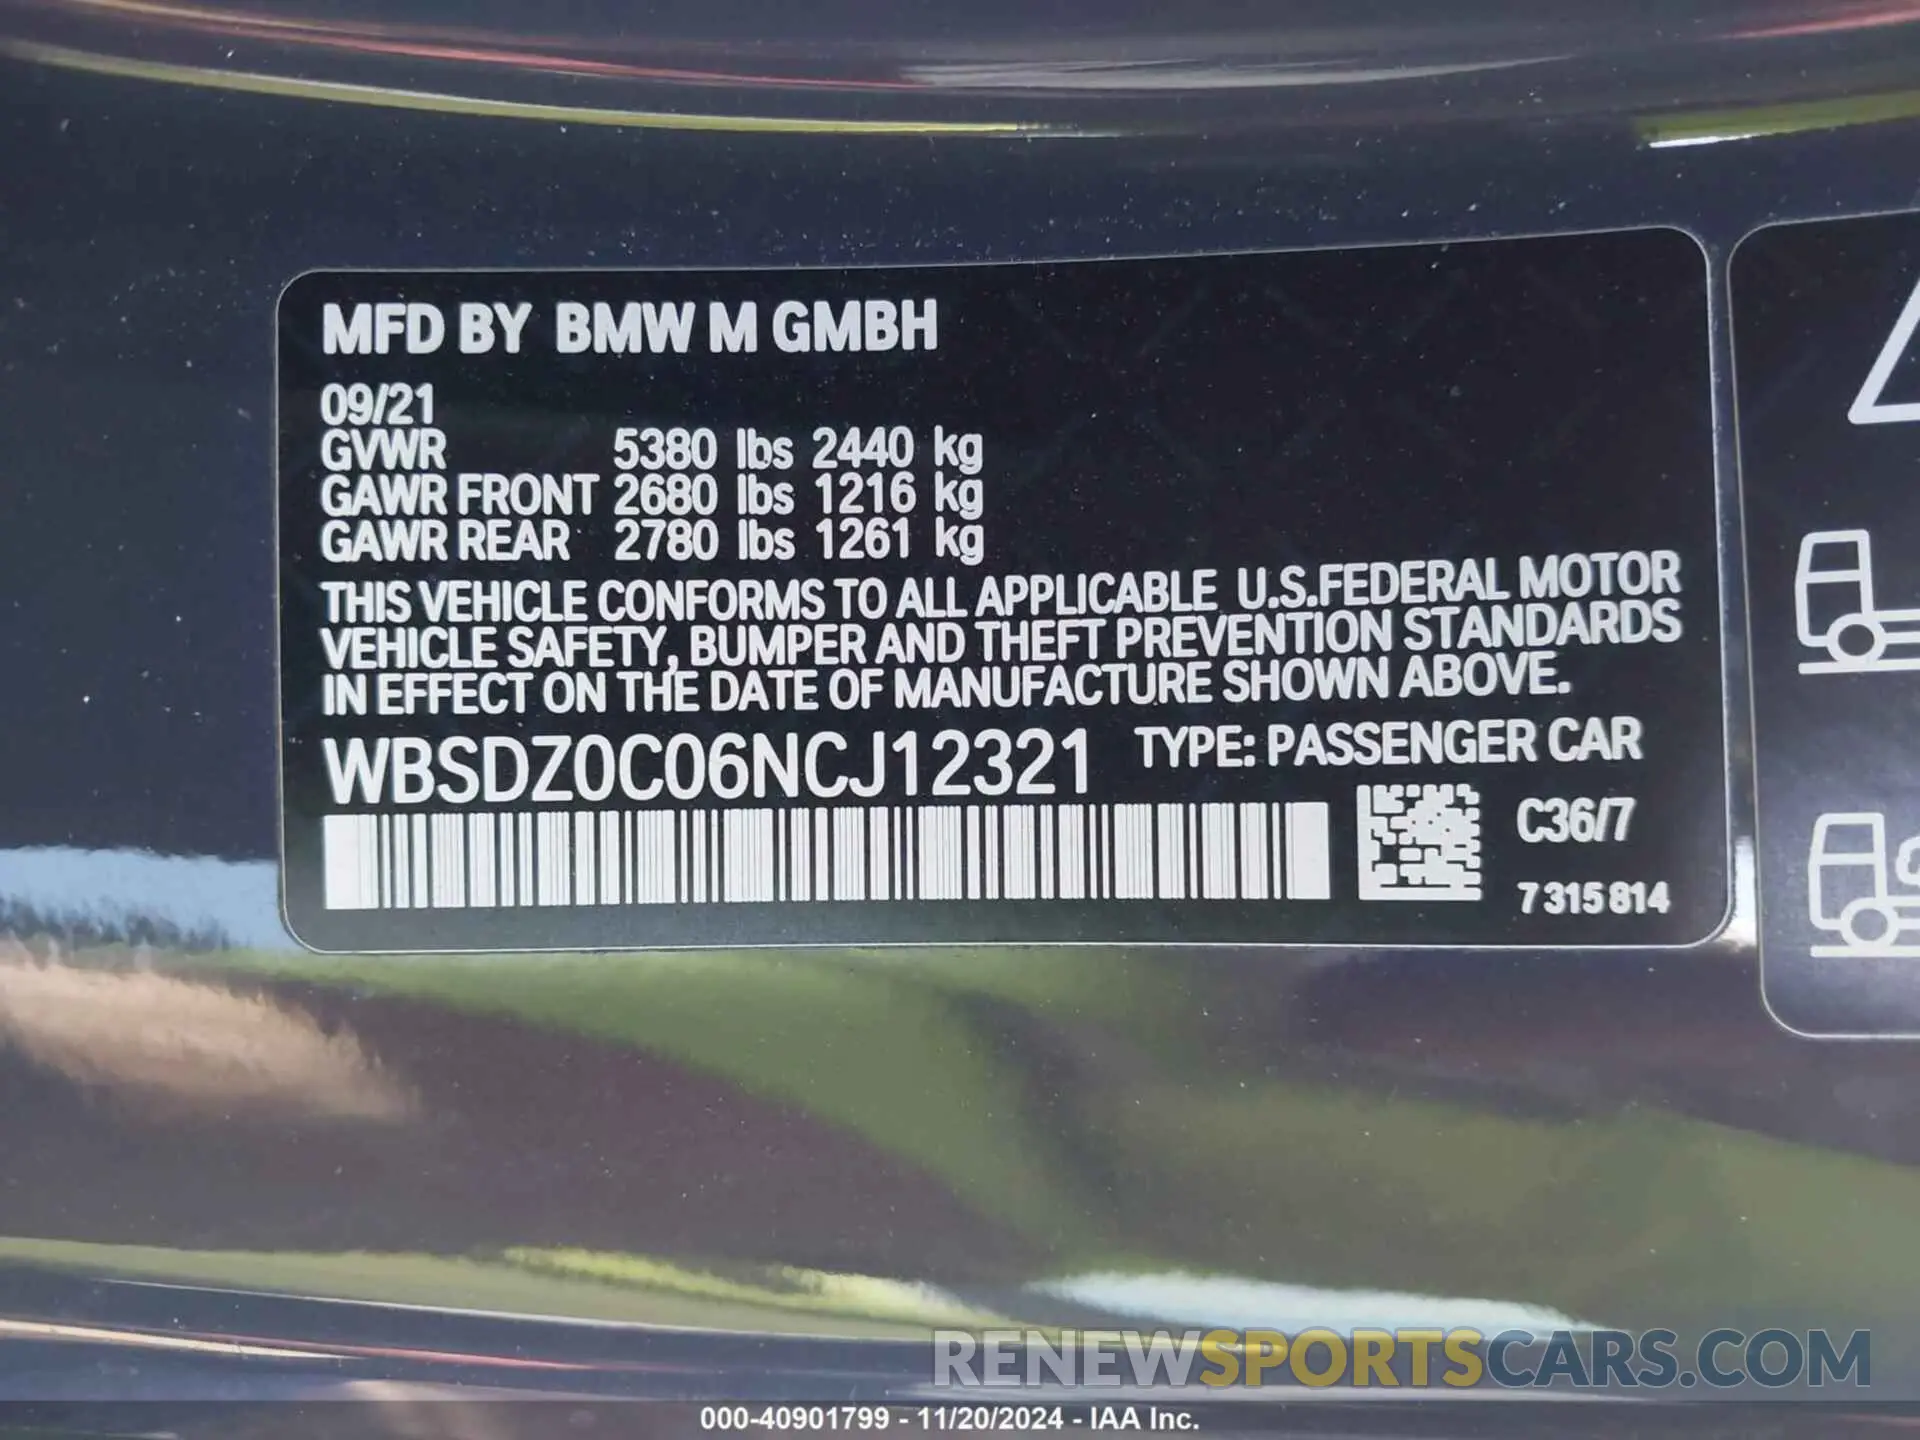 MFD BY BMW M GMBH
09/21
GVWR 5380 lbs 2440 kg
GAWR FRONT 2680 lbs 1216 kg
GAWR REAR 2780 lbs 1261 kg
THIS VEHICLE CONFORMS TO ALL APPLICABLE U.S.FEDERAL MOTOR
VEHICLE SAFETY, BUMPER AND THEFT PREVENTION STANDARDS
IN EFFECT ON THE DATE OF MANUFACTURE SHOWN ABOVE.
WBSDZ0C06NCJ12321 TYPE: PASSENGER CAR
C36/7
7 315 814
RENEWSPORTSCARS.COM
000-40901799 - 11/20/2024 - IAA Inc.